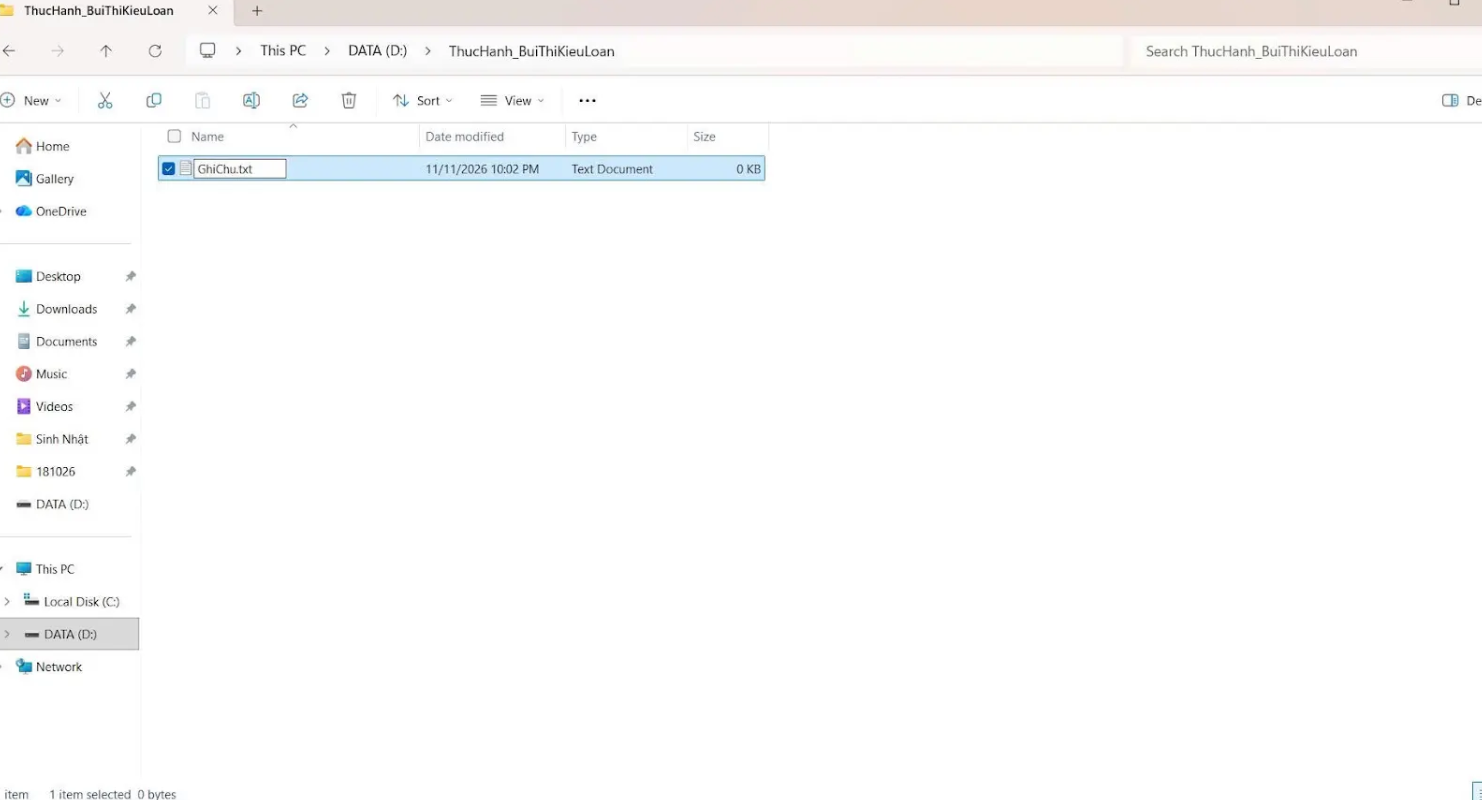 ThucHanh_BuiThiKieuLoan
This PC > DATA (D:) > ThucHanh_BuiThiKieuLoan
Search ThucHanh_BuiThiKieuLoan
New
Sort
View
...
De
Name
Date modified
Type
Size
GhiChu.txt
11/11/2026 10:02 PM
Text Document
0 KB
Home
Gallery
OneDrive
Desktop
Downloads
Documents
Music
Videos
Sinh Nhật
181026
DATA (D:)
This PC
Local Disk (C:)
DATA (D:)
Network
item 1 item selected 0 bytes